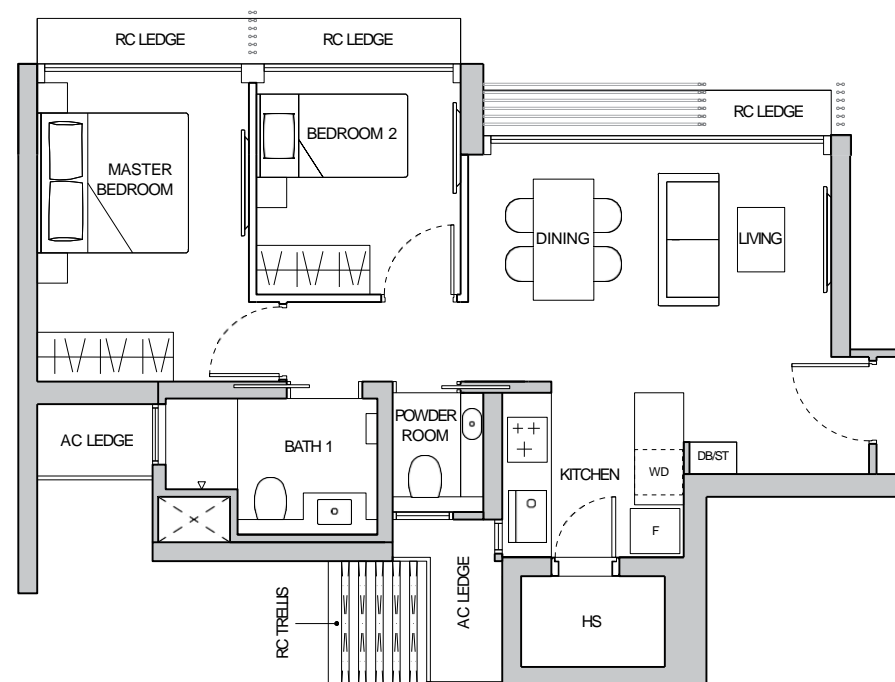 RC LEDGE
RC LEDGE
RC LEDGE
BEDROOM 2
MASTER
BEDROOM
DINING
LIVING
POWDER
ROOM
AC LEDGE
BATH 1
KITCHEN
WD
DB/ST
F
AC LEDGE
RC TRELLIS
HS